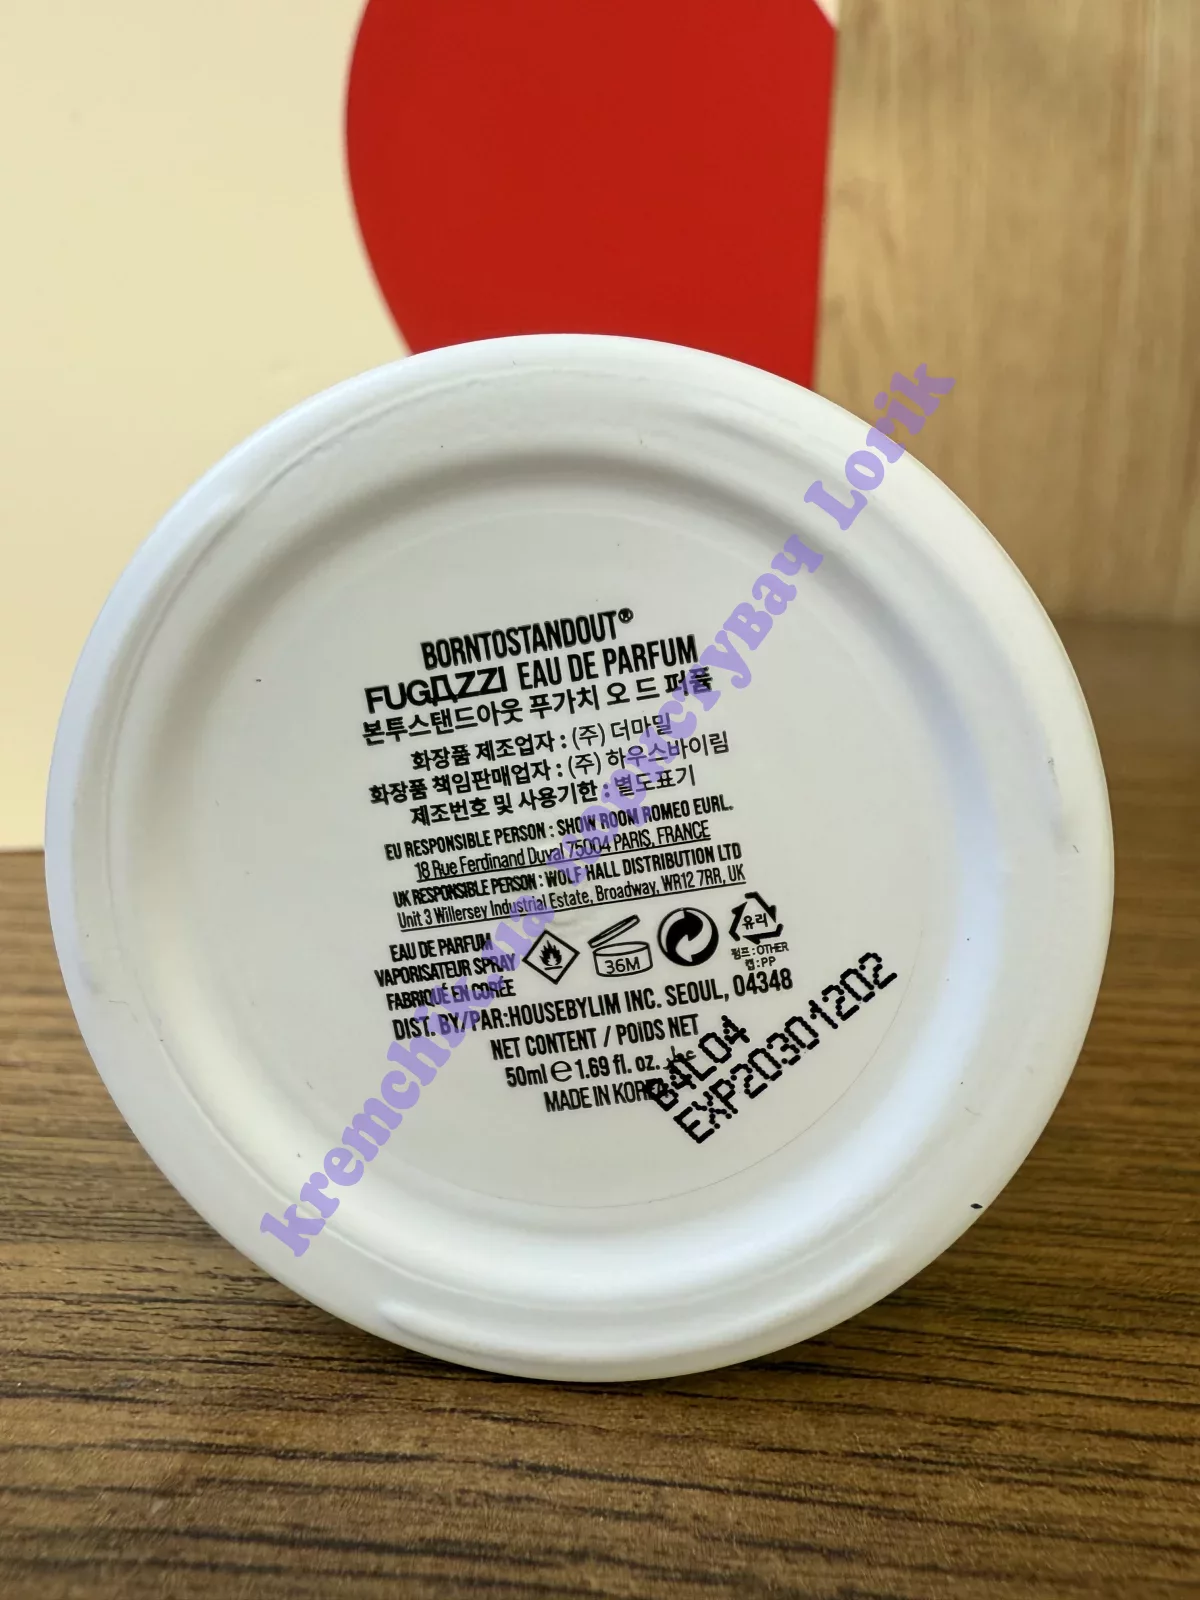 BORNTOSTANDOUT®
FUGAZZI EAU DE PARFUM
본투스탠드아웃 푸가치 오 드 퍼퓸
화장품 제조업자 : (주) 더마밀
화장품 책임판매업자 : (주) 하우스바이림
제조번호 및 사용기한 : 별도표기
EU RESPONSIBLE PERSON : SHOW ROOM ROMEO EURL.
18 Rue Ferdinand Duval 75004 PARIS, FRANCE
UK RESPONSIBLE PERSON : WOLF HALL DISTRIBUTION LTD
Unit 3 Willersey Industrial Estate, Broadway, WR12 7RR, UK
EAU DE PARFUM
VAPORISATEUR SPRAY
FABRIQUÉ EN CORÉE
36M
유리
펌프:OTHER
캡:PP
DIST. BY/PAR:HOUSEBYLIM INC. SEOUL, 04348
NET CONTENT / POIDS NET
50ml e 1.69 fl. oz. عطر
MADE IN KOREA
B4L04
EXP20301202
Lorik